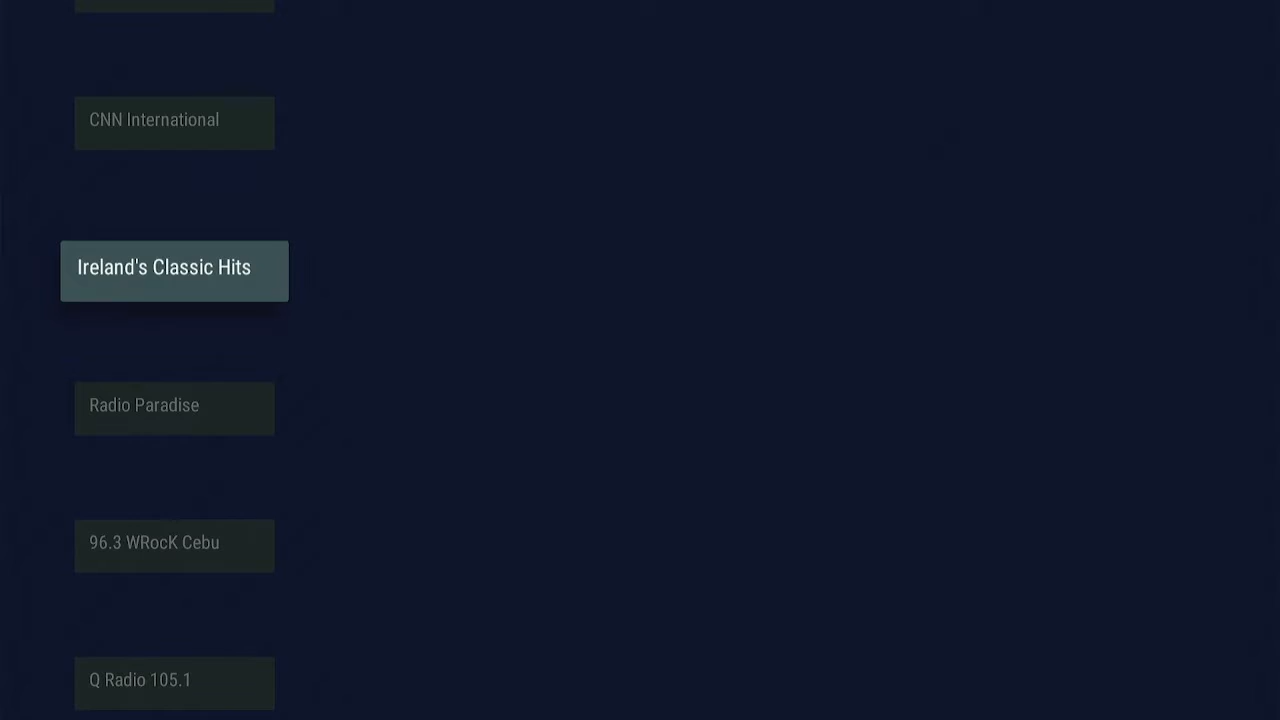 CNN International
Ireland's Classic Hits
Radio Paradise
96.3 WRocK Cebu
Q Radio 105.1